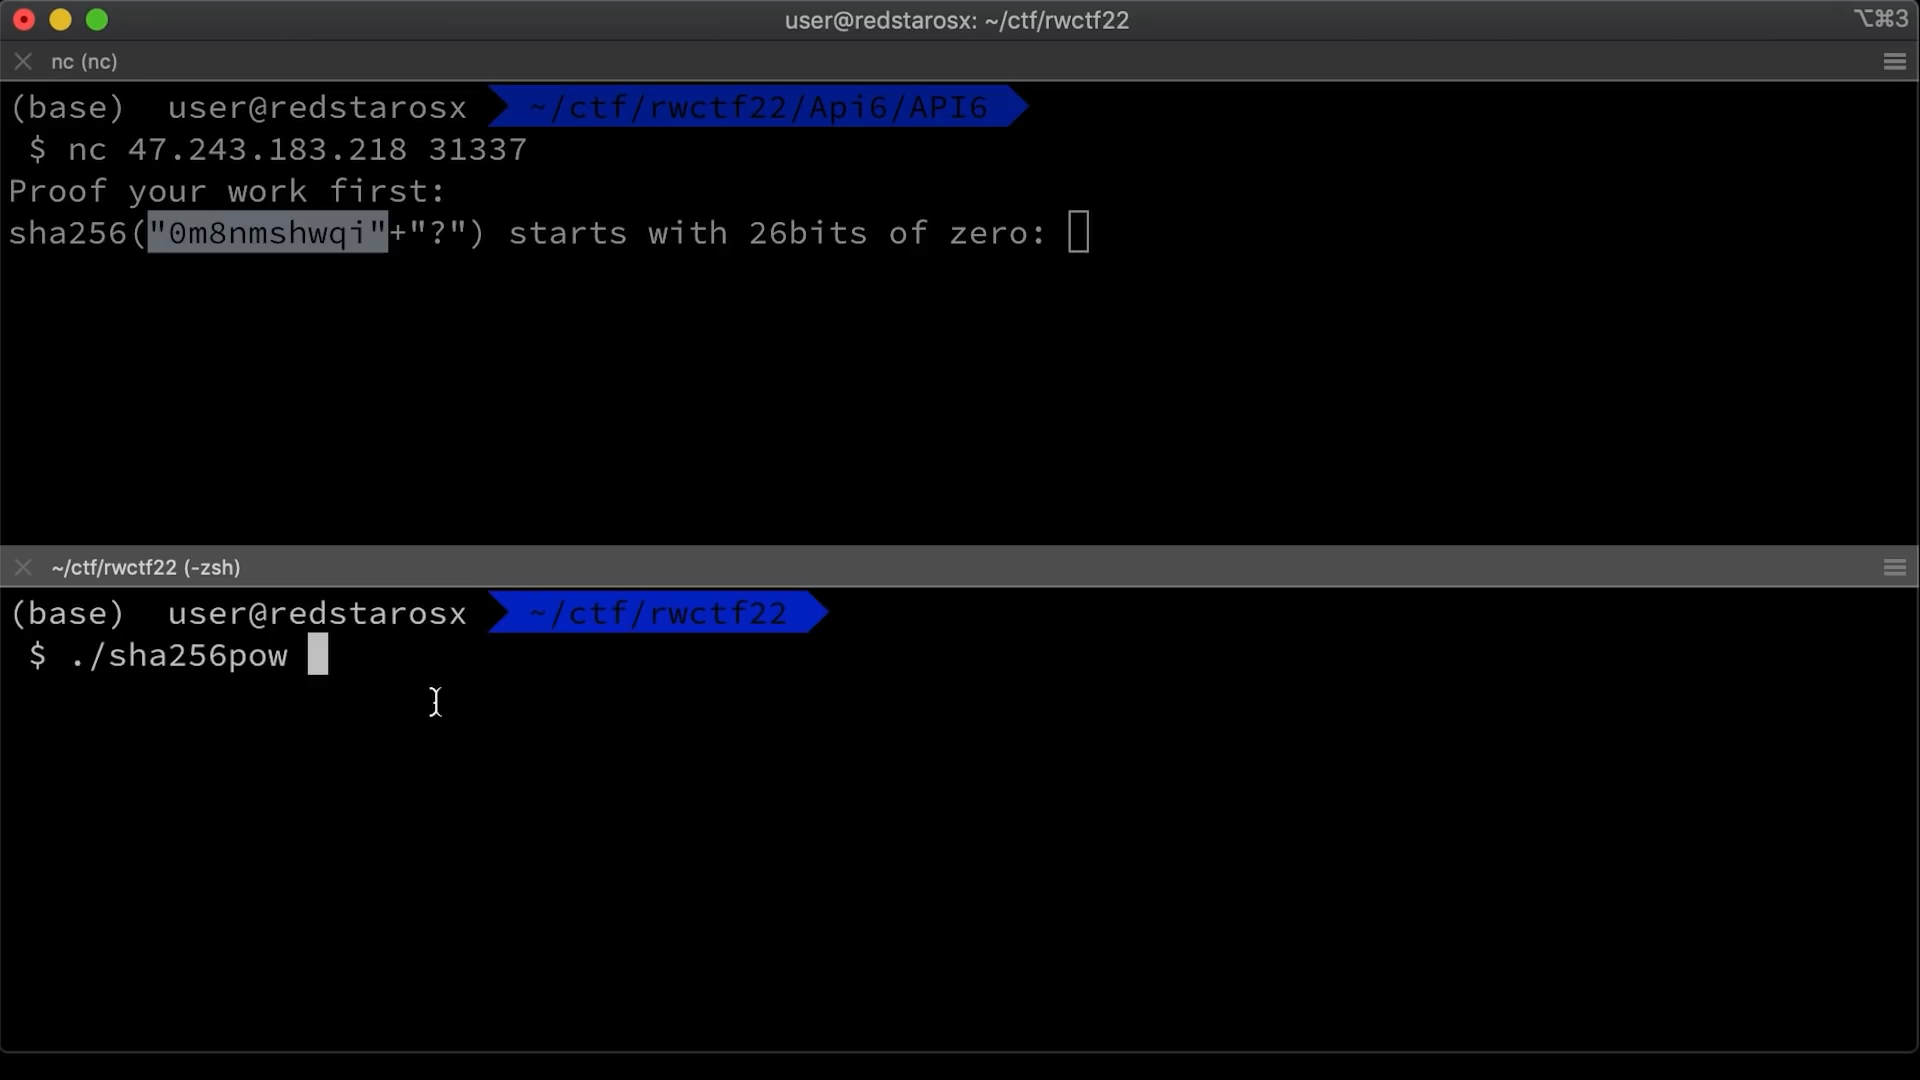 user@redstarosx: ~/ctf/rwctf22
⌥⌘3
nc (nc)
(base) user@redstarosx ~/ctf/rwctf22/Api6/API6
$ nc 47.243.183.218 31337
Proof your work first:
sha256("0m8nmshwqi"+"?") starts with 26bits of zero:
~/ctf/rwctf22 (-zsh)
(base) user@redstarosx ~/ctf/rwctf22
$ ./sha256pow